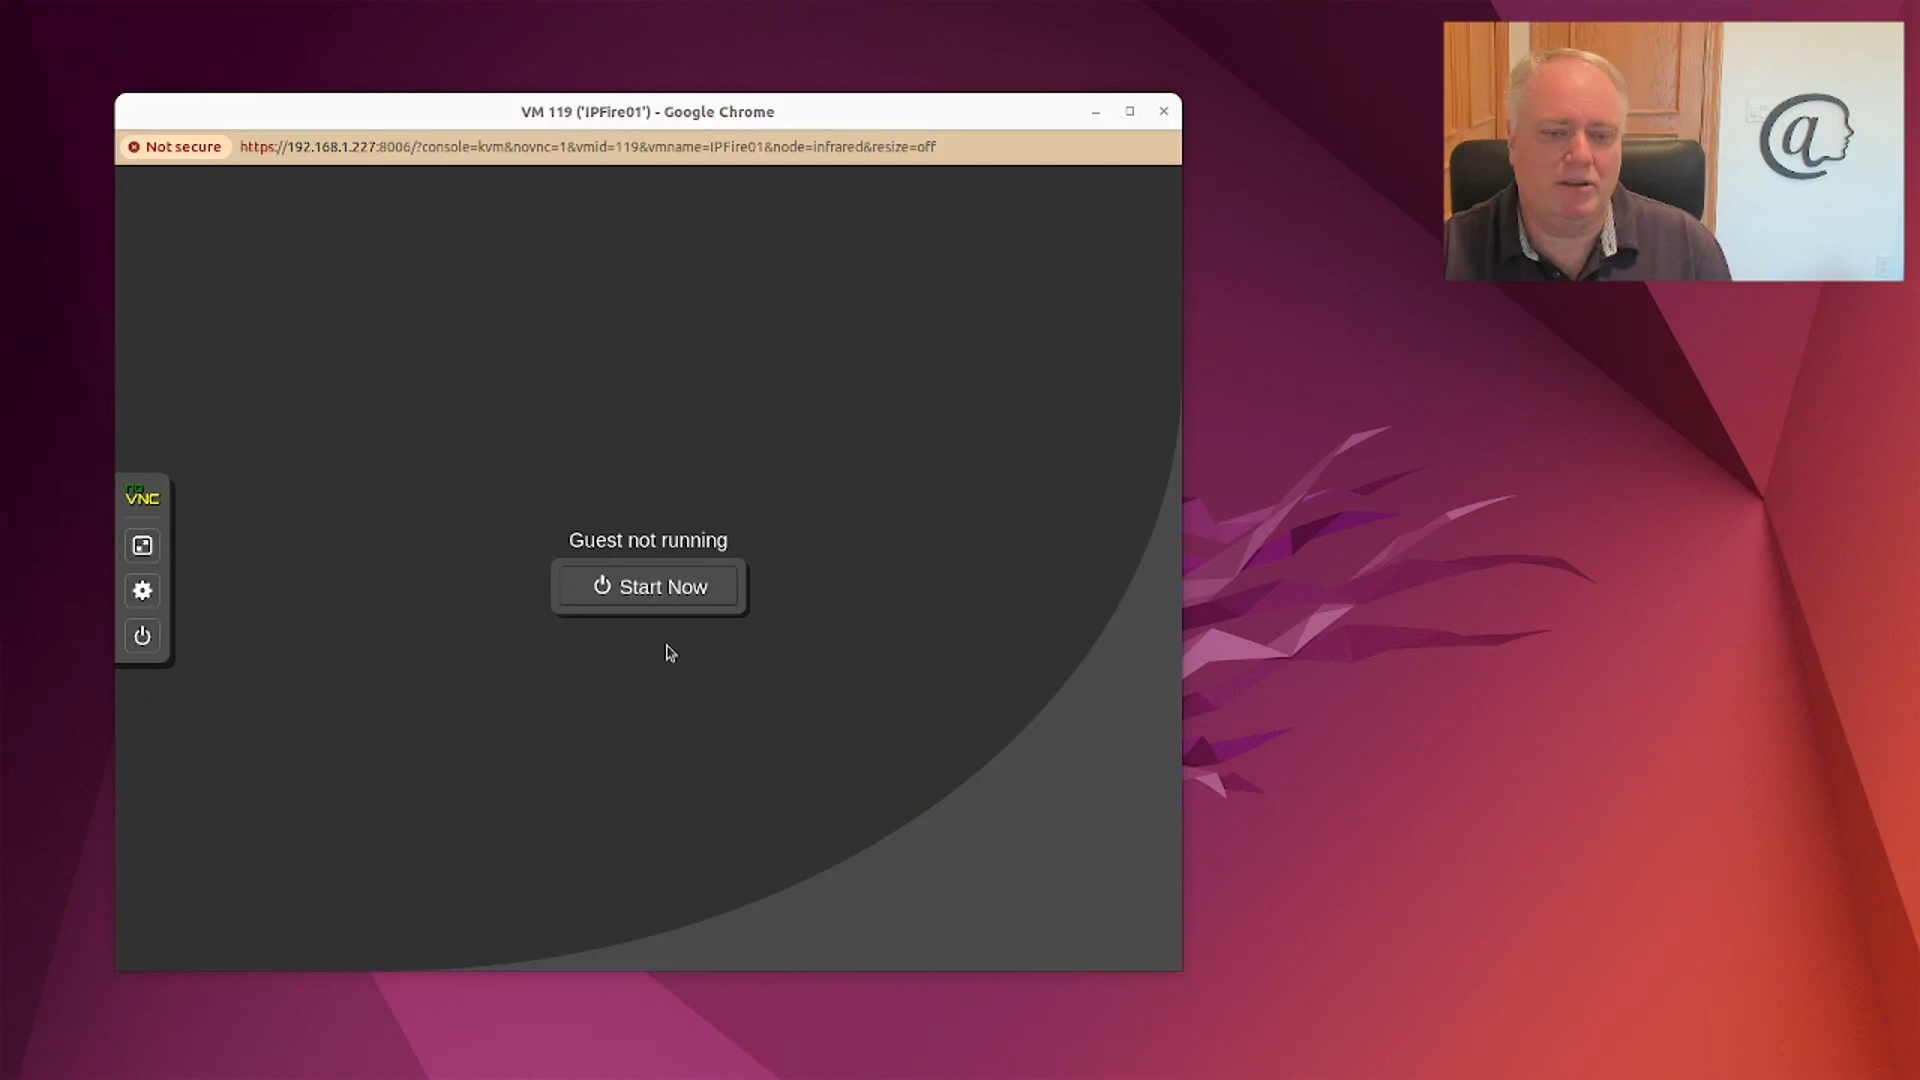 VM 119 ('IPFire01') - Google Chrome
Not secure
https://192.168.1.227:8006/?console=kvm&novnc=1&vmid=119&vmname=IPFire01&node=infrared&resize=off
no
VNC
Guest not running
Start Now
@